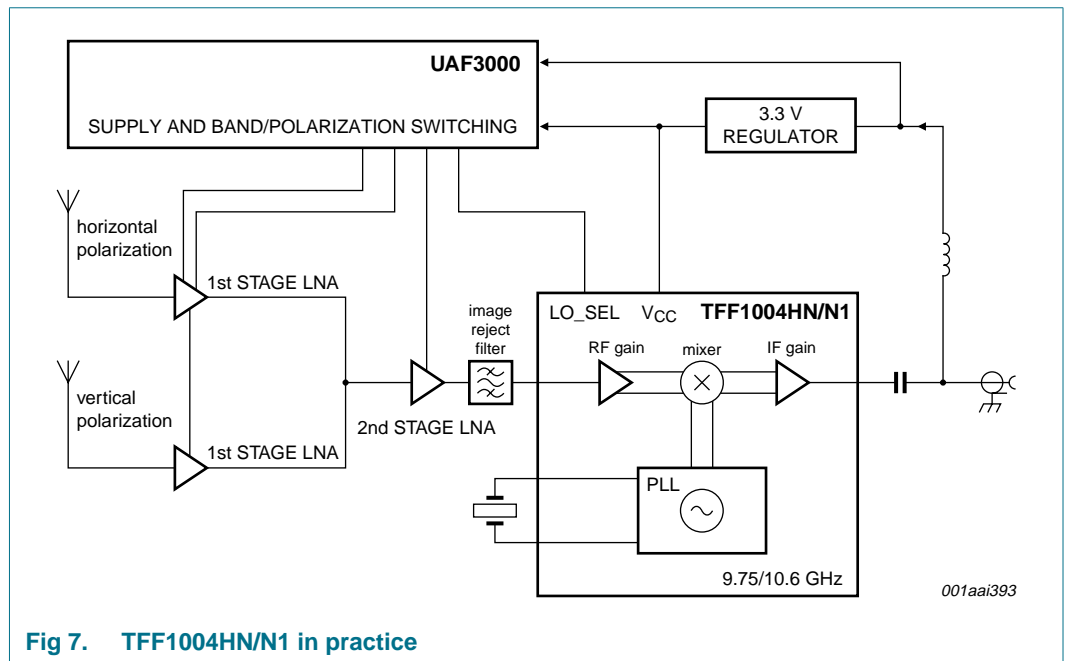 UAF3000
SUPPLY AND BAND/POLARIZATION SWITCHING
3.3 V
REGULATOR
horizontal
polarization
1st STAGE LNA
vertical
polarization
1st STAGE LNA
2nd STAGE LNA
image
reject
filter
LO_SEL
VCC
TFF1004HN/N1
RF gain
mixer
IF gain
PLL
9.75/10.6 GHz
001aai393
Fig 7. TFF1004HN/N1 in practice